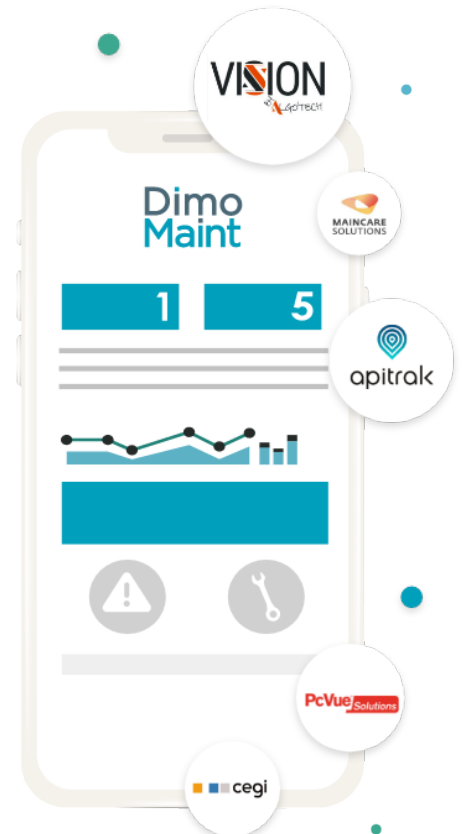 VISION
BY ALGOTECH
Dimo
Maint
MAINCARE
SOLUTIONS
1 5
apitrak
PcVue Solutions
cegi